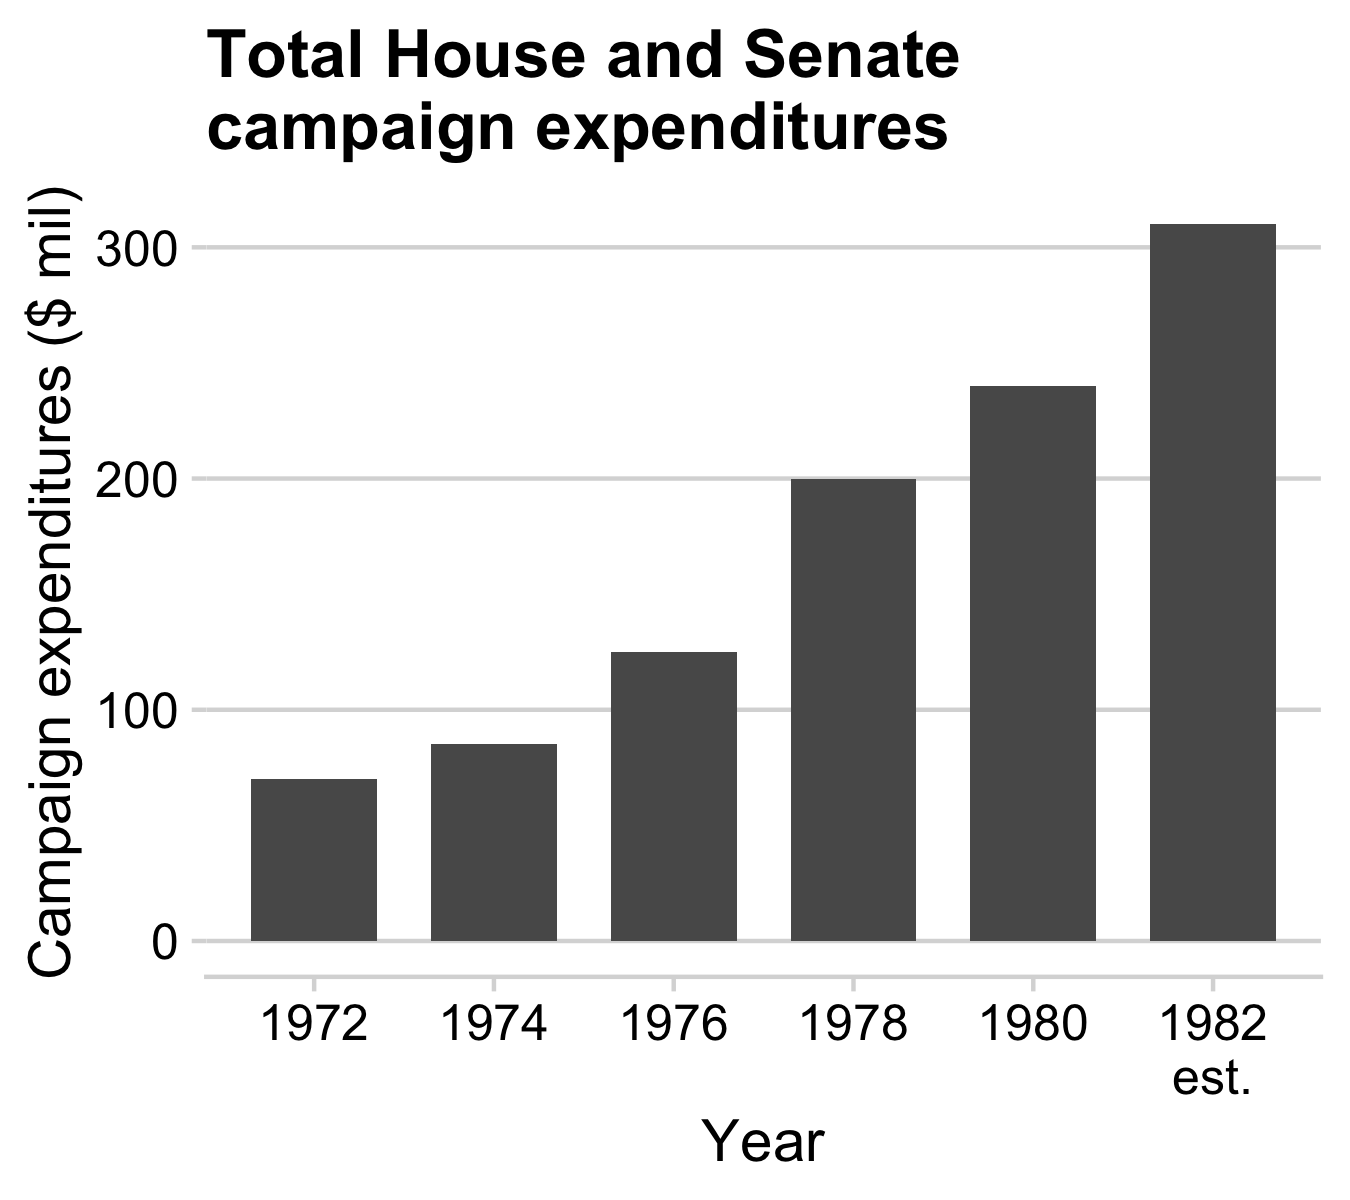 Total House and Senate
campaign expenditures
Campaign expenditures ($ mil)
300
200
100
0
1972 1974 1976 1978 1980 1982
est.
Year